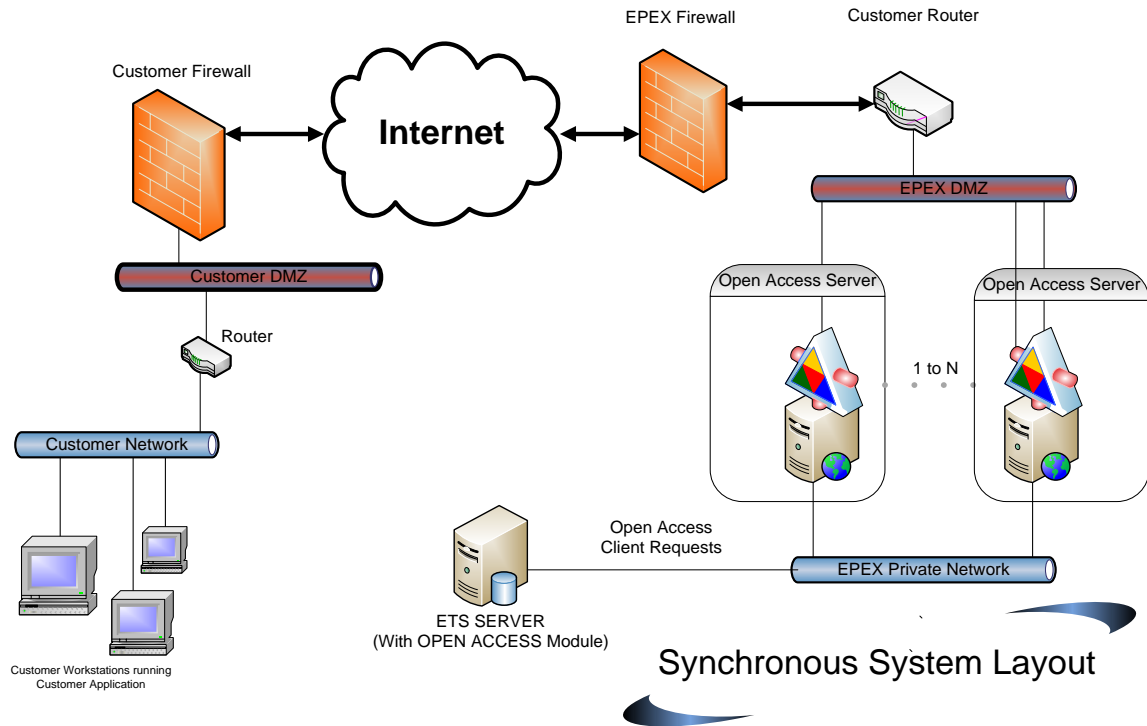 Customer Router
EPEX Firewall
Customer Firewall
Internet
EPEX DMZ
Customer DMZ
Open Access Server
Open Access Server
Router
1 to N
Customer Network
Open Access
Client Requests
EPEX Private Network
ETS SERVER
(With OPEN ACCESS Module)
Customer Workstations running
Customer Application
Synchronous System Layout